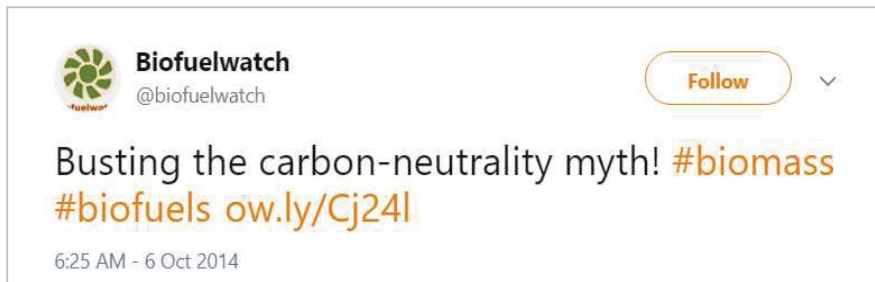 Biofuelwatch
@biofuelwatch
Follow
Busting the carbon-neutrality myth! #biomass
#biofuels ow.ly/Cj24l
6:25 AM - 6 Oct 2014